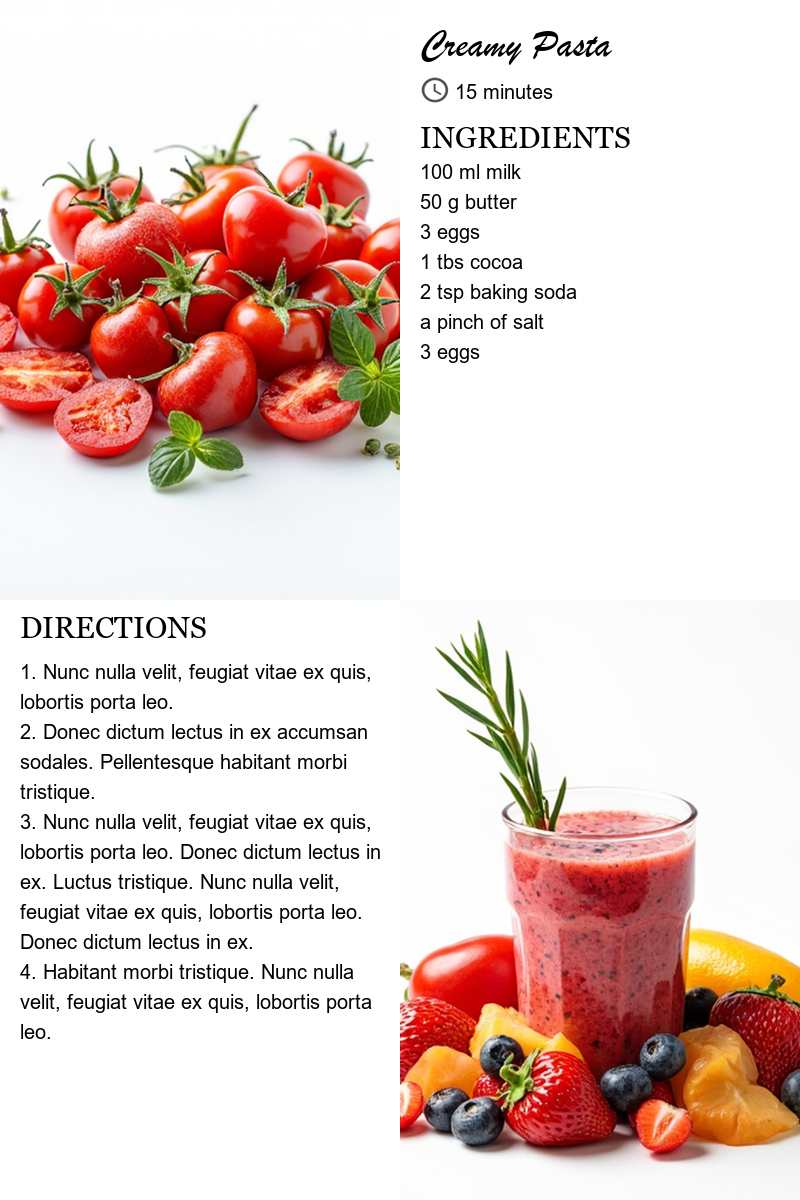 Creamy Pasta
15 minutes
INGREDIENTS
100 ml milk
50 g butter
3 eggs
1 tbs cocoa
2 tsp baking soda
a pinch of salt
3 eggs
DIRECTIONS
1. Nunc nulla velit, feugiat vitae ex quis,
lobortis porta leo.
2. Donec dictum lectus in ex accumsan
sodales. Pellentesque habitant morbi
tristique.
3. Nunc nulla velit, feugiat vitae ex quis,
lobortis porta leo. Donec dictum lectus in
ex. Luctus tristique. Nunc nulla velit,
feugiat vitae ex quis, lobortis porta leo.
Donec dictum lectus in ex.
4. Habitant morbi tristique. Nunc nulla
velit, feugiat vitae ex quis, lobortis porta
leo.